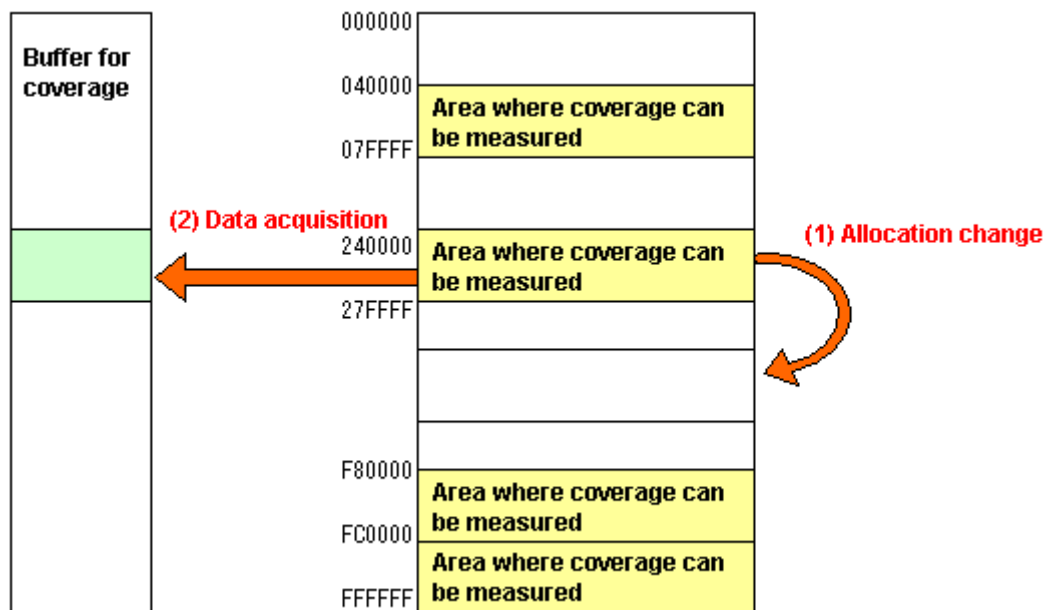 Buffer for
coverage
000000
040000
Area where coverage can
be measured
07FFFF
(2) Data acquisition
240000
Area where coverage can
be measured
(1) Allocation change
27FFFF
F80000
Area where coverage can
be measured
FC0000
Area where coverage can
be measured
FFFFFF